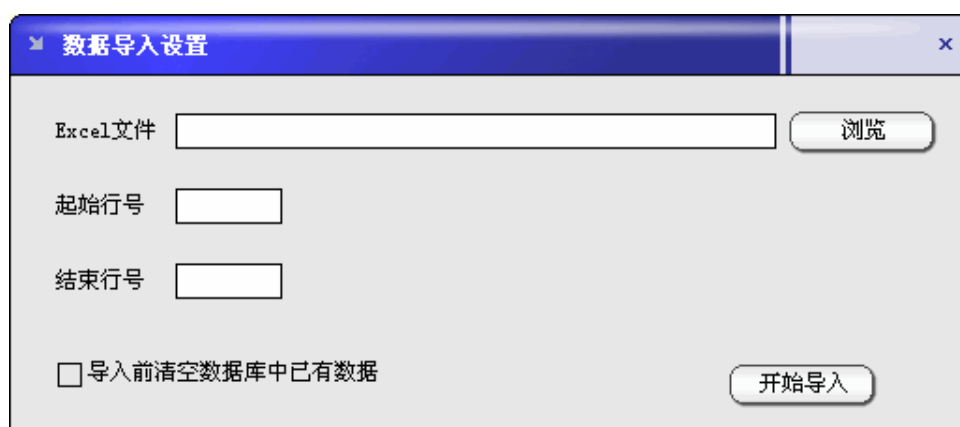 数据导入设置
Excel文件 浏览
起始行号
结束行号
导入前清空数据库中已有数据
开始导入